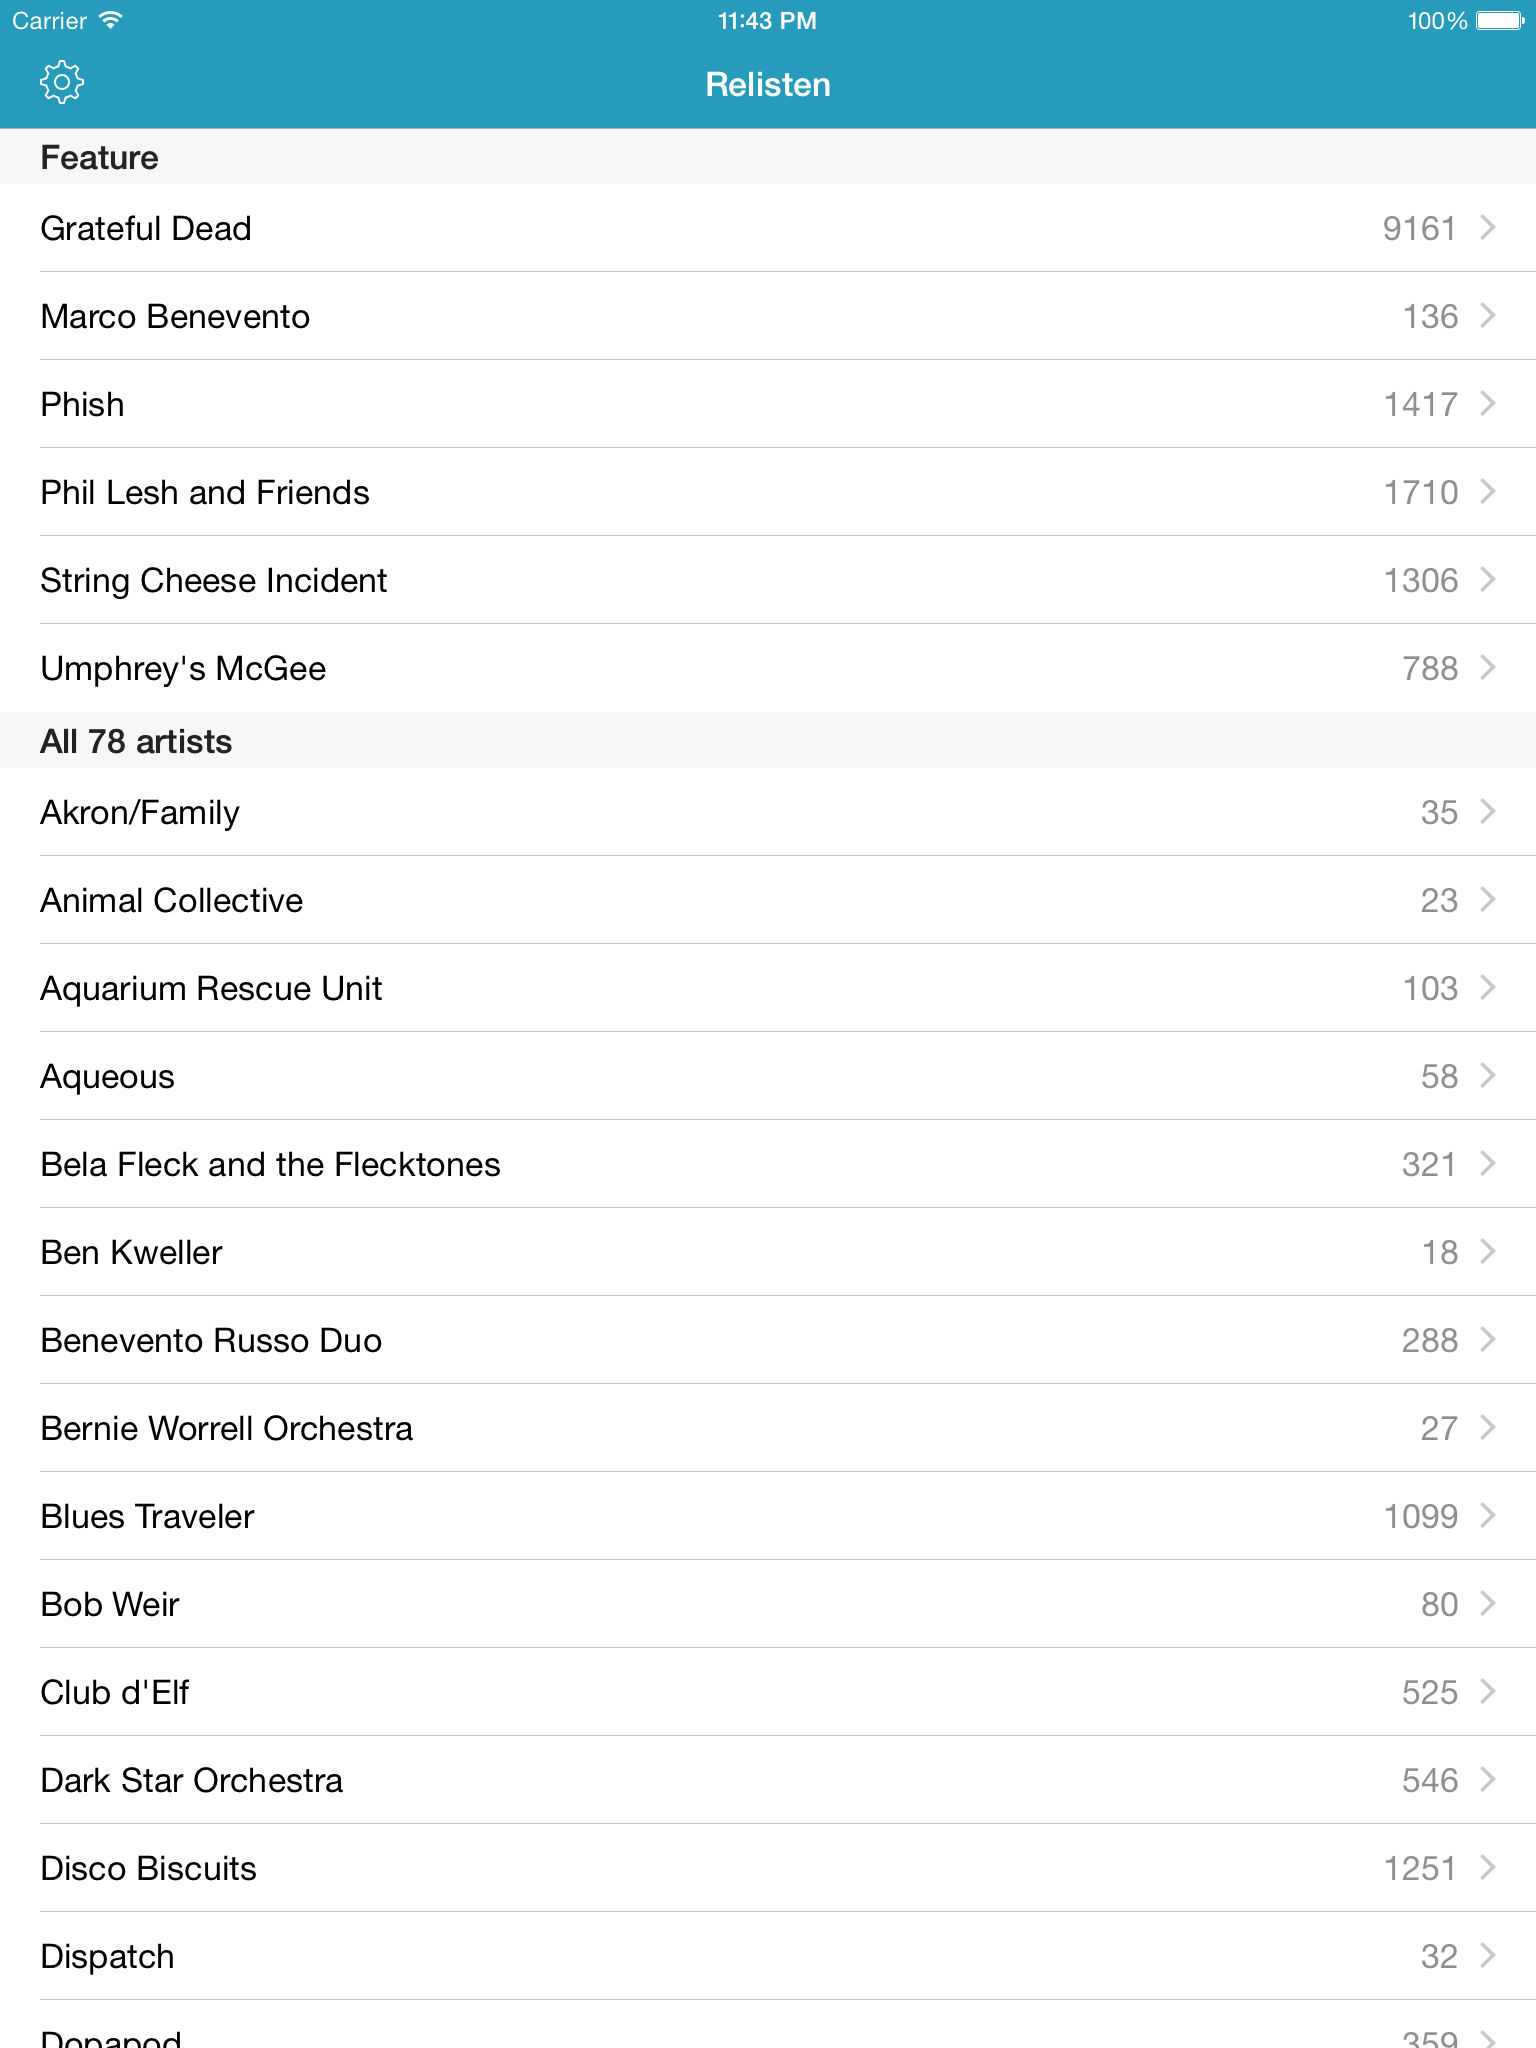 Carrier 11:43 PM 100%
Relisten
Feature
Grateful Dead 9161
Marco Benevento 136
Phish 1417
Phil Lesh and Friends 1710
String Cheese Incident 1306
Umphrey's McGee 788
All 78 artists
Akron/Family 35
Animal Collective 23
Aquarium Rescue Unit 103
Aqueous 58
Bela Fleck and the Flecktones 321
Ben Kweller 18
Benevento Russo Duo 288
Bernie Worrell Orchestra 27
Blues Traveler 1099
Bob Weir 80
Club d'Elf 525
Dark Star Orchestra 546
Disco Biscuits 1251
Dispatch 32
Dopapod 359